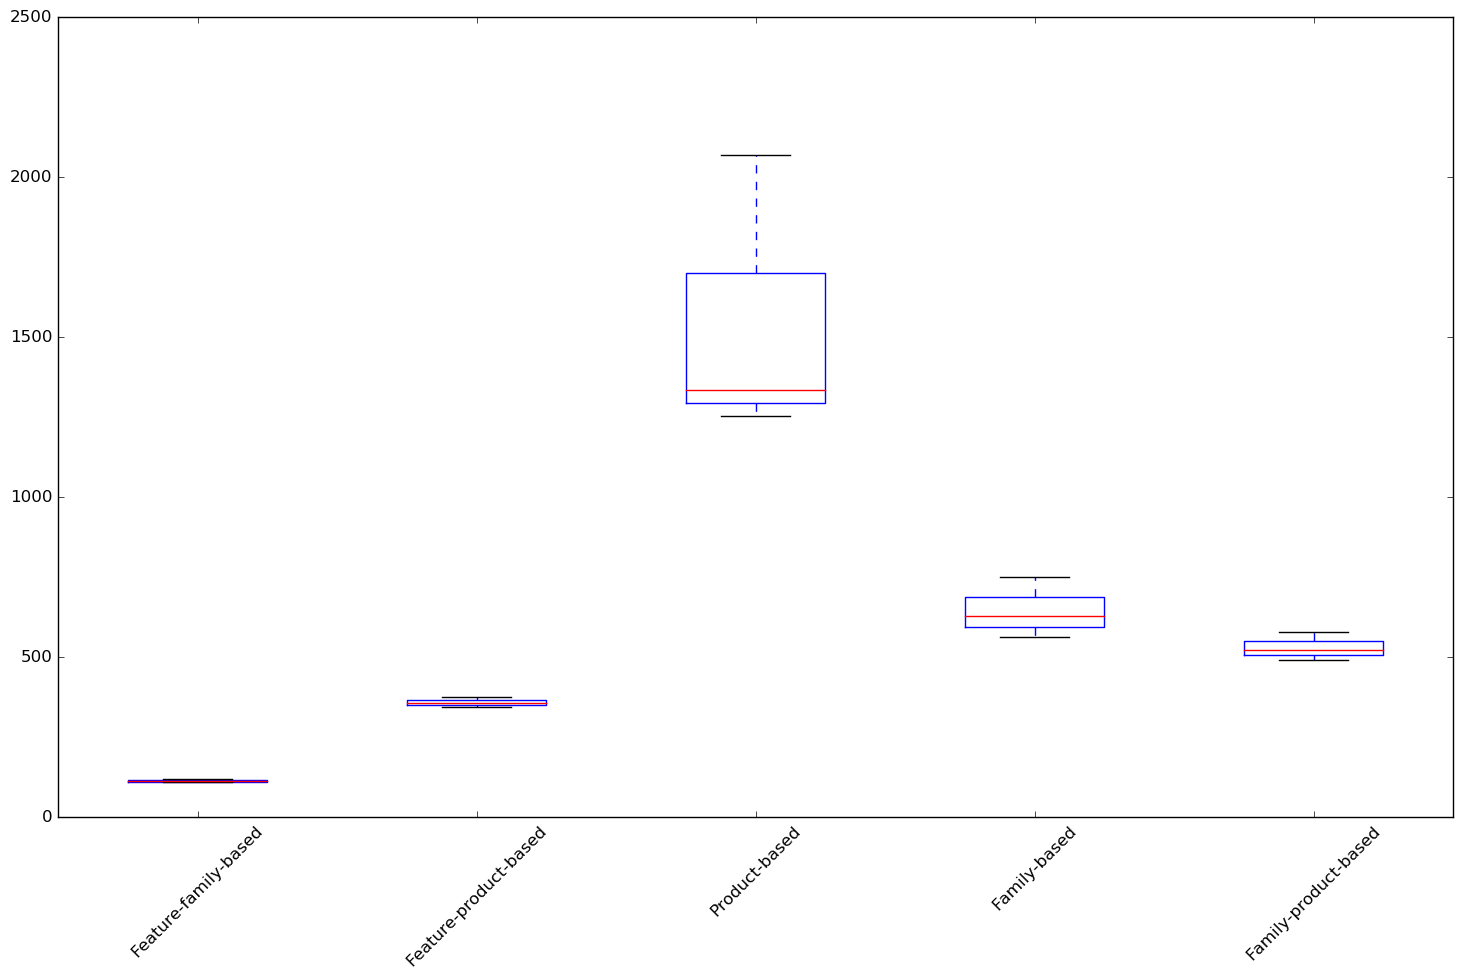 2500
2000
1500
1000
500
0
Feature-family-based
Feature-product-based
Product-based
Family-based
Family-product-based